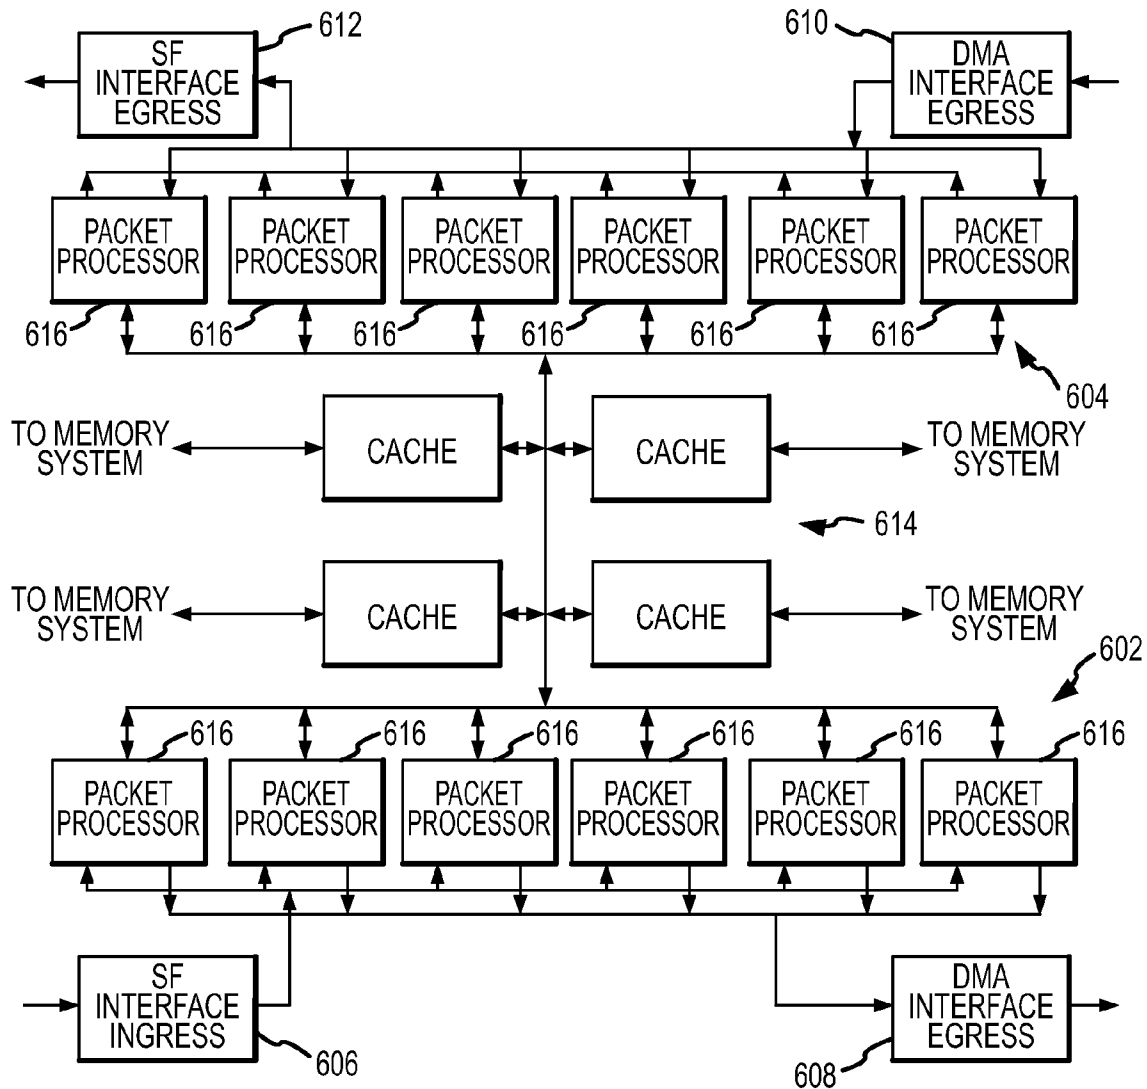 612
SF
INTERFACE
EGRESS
610
DMA
INTERFACE
EGRESS
PACKET
PROCESSOR
PACKET
PROCESSOR
PACKET
PROCESSOR
PACKET
PROCESSOR
PACKET
PROCESSOR
PACKET
PROCESSOR
616
616
616
616
616
616
604
TO MEMORY
SYSTEM
CACHE
CACHE
TO MEMORY
SYSTEM
614
TO MEMORY
SYSTEM
CACHE
CACHE
TO MEMORY
SYSTEM
602
616
616
616
616
616
616
PACKET
PROCESSOR
PACKET
PROCESSOR
PACKET
PROCESSOR
PACKET
PROCESSOR
PACKET
PROCESSOR
PACKET
PROCESSOR
SF
INTERFACE
INGRESS
606
DMA
INTERFACE
EGRESS
608